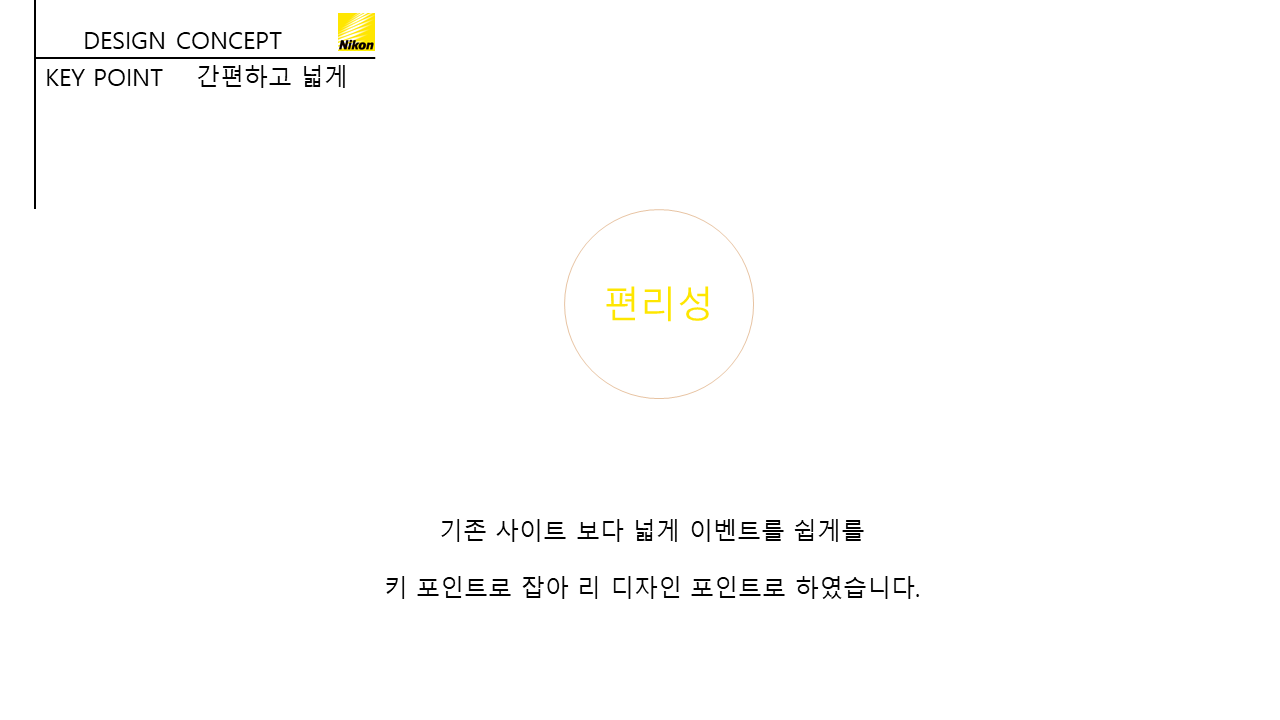 DESIGN CONCEPT
Nikon
KEY POINT 간편하고 넓게
편리성
기존 사이트 보다 넓게 이벤트를 쉽게를
키 포인트로 잡아 리 디자인 포인트로 하였습니다.